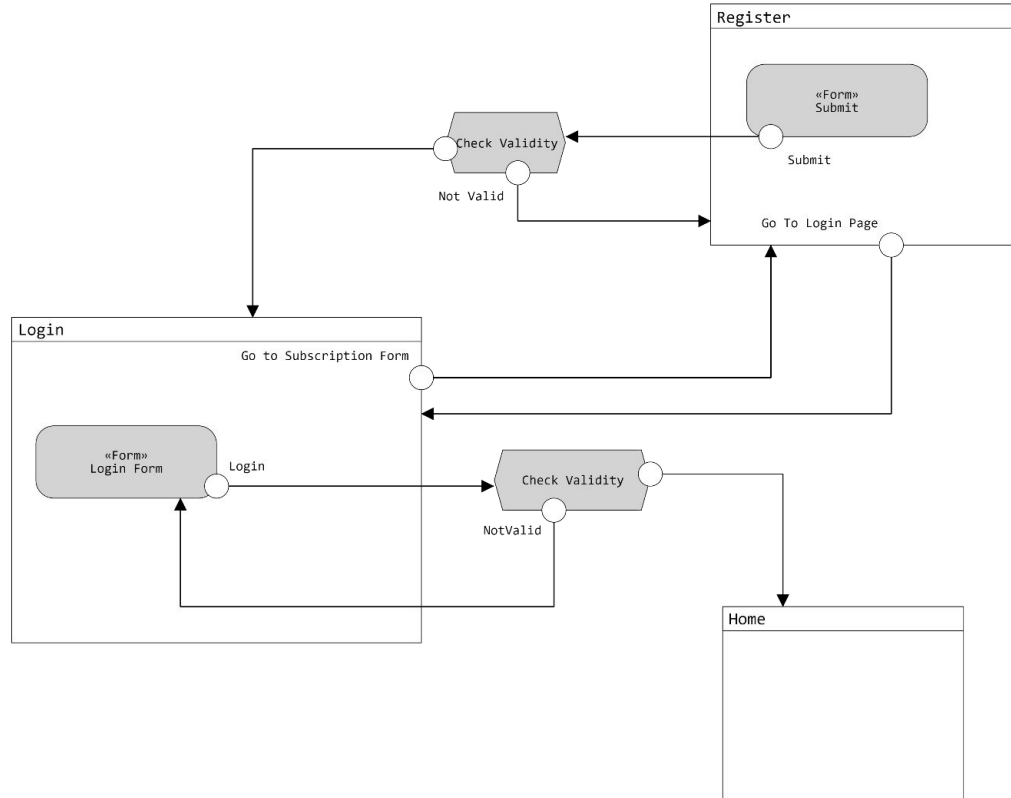 Register
«Form»
Submit
Check Validity
Submit
Not Valid
Go To Login Page
Login
Go to Subscription Form
«Form»
Login Form
Login
Check Validity
NotValid
Home